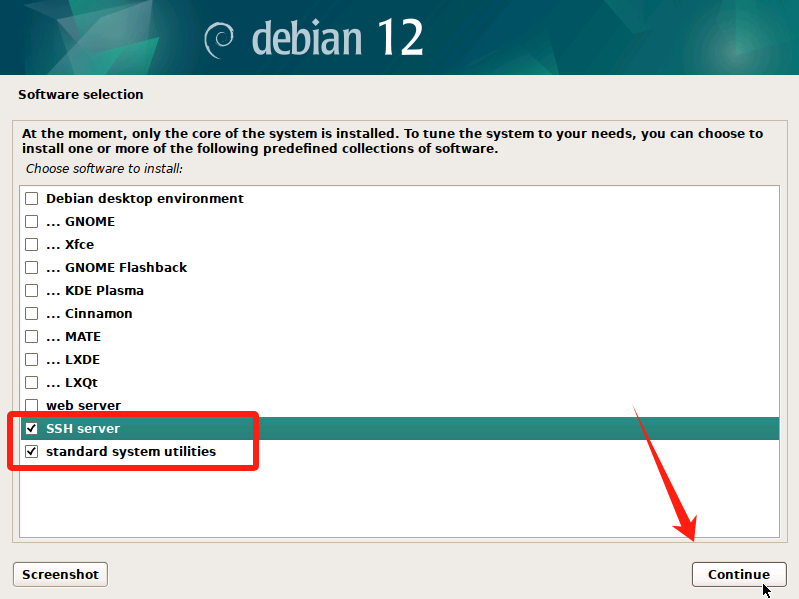 debian 12
Software selection
At the moment, only the core of the system is installed. To tune the system to your needs, you can choose to
install one or more of the following predefined collections of software.
Choose software to install:
Debian desktop environment
... GNOME
... Xfce
... GNOME Flashback
... KDE Plasma
... Cinnamon
... MATE
... LXDE
... LXQt
web server
SSH server
standard system utilities
Screenshot
Continue